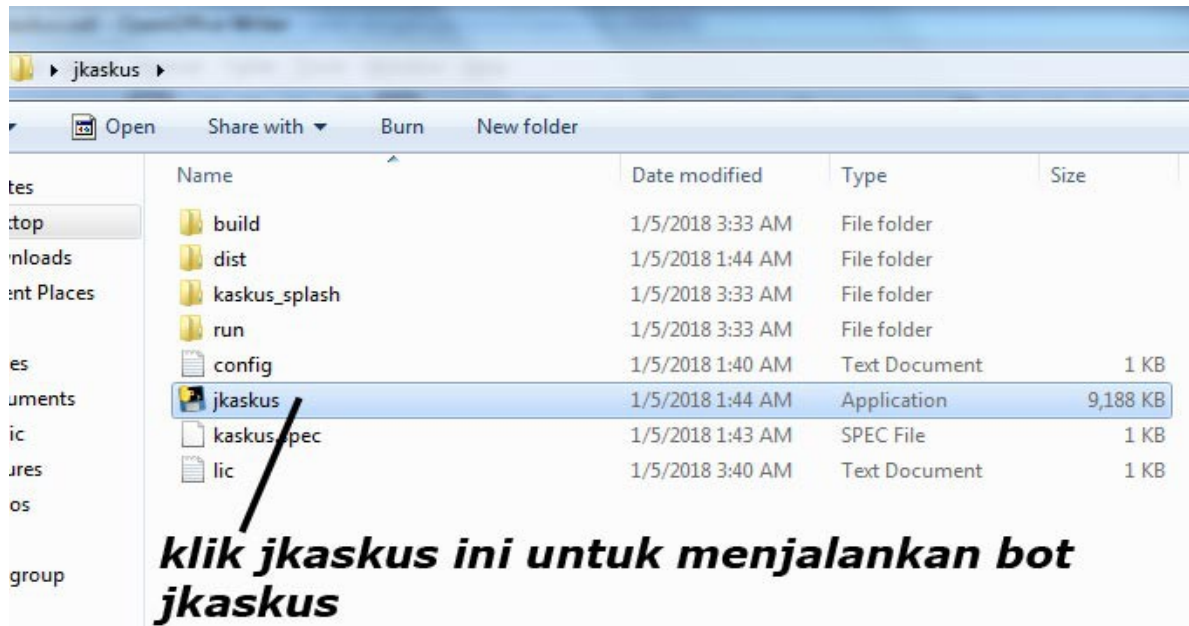 jkaskus
Open Share with Burn New folder
Name Date modified Type Size
build 1/5/2018 3:33 AM File folder
dist 1/5/2018 1:44 AM File folder
kaskus_splash 1/5/2018 3:33 AM File folder
run 1/5/2018 3:33 AM File folder
config 1/5/2018 1:40 AM Text Document 1 KB
jkaskus 1/5/2018 1:44 AM Application 9,188 KB
kaskus.spec 1/5/2018 1:43 AM SPEC File 1 KB
lic 1/5/2018 3:40 AM Text Document 1 KB
tes
ktop
nloads
ent Places
es
uments
ic
ures
os
group
klik jkaskus ini untuk menjalankan bot
jkaskus